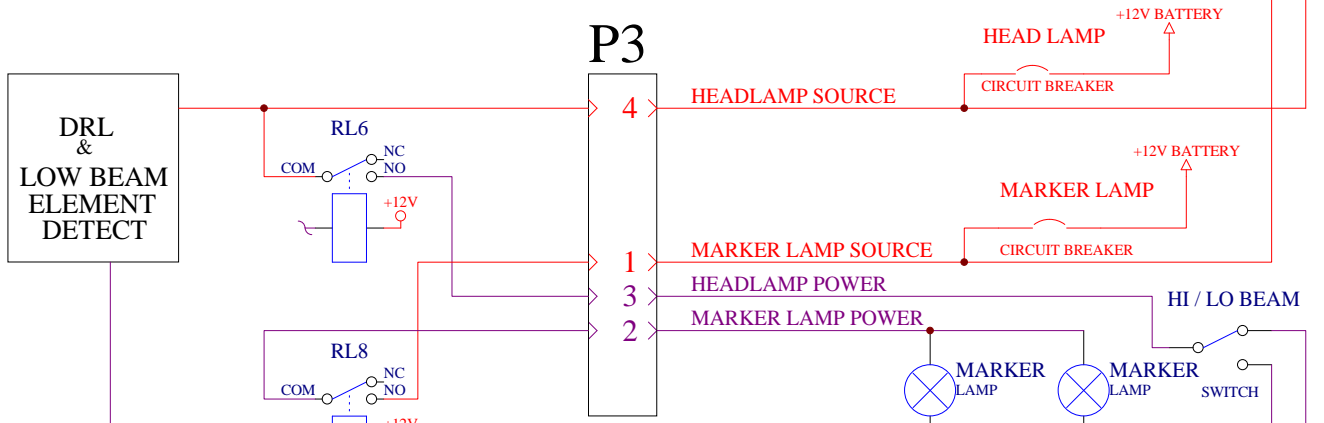 +12V BATTERY
P3
HEAD LAMP
CIRCUIT BREAKER
HEADLAMP SOURCE
4
DRL
&
LOW BEAM
ELEMENT
DETECT
RL6
NC
COM
NO
+12V
+12V BATTERY
MARKER LAMP
CIRCUIT BREAKER
MARKER LAMP SOURCE
1
HEADLAMP POWER
3
HI / LO BEAM
MARKER LAMP POWER
2
RL8
NC
COM
NO
+12V
MARKER
LAMP
MARKER
LAMP
SWITCH